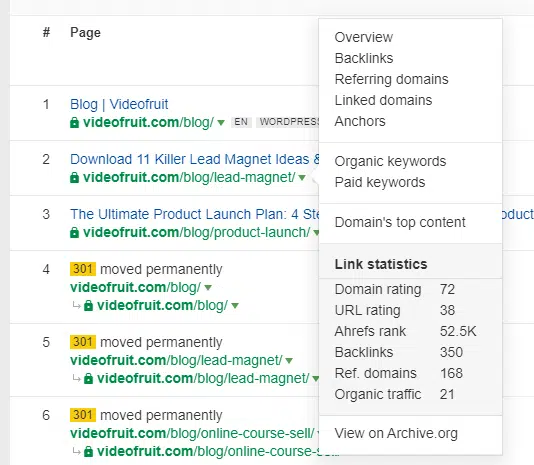 # Page
1 Blog | Videofruit
videofruit.com/blog/ EN WORDPRESS
2 Download 11 Killer Lead Magnet Ideas &
videofruit.com/blog/lead-magnet/
3 The Ultimate Product Launch Plan: 4 Ste oduct
videofruit.com/blog/product-launch/
4 301 moved permanently
videofruit.com/blog/
videofruit.com/blog/
5 301 moved permanently
videofruit.com/blog/lead-magnet/
videofruit.com/blog/lead-magnet/
6 301 moved permanently
videofruit.com/blog/online-course-sell/
videofruit.com/blog/online-course-sell/
Overview
Backlinks
Referring domains
Linked domains
Anchors
Organic keywords
Paid keywords
Domain's top content
Link statistics
Domain rating 72
URL rating 38
Ahrefs rank 52.5K
Backlinks 350
Ref. domains 168
Organic traffic 21
View on Archive.org